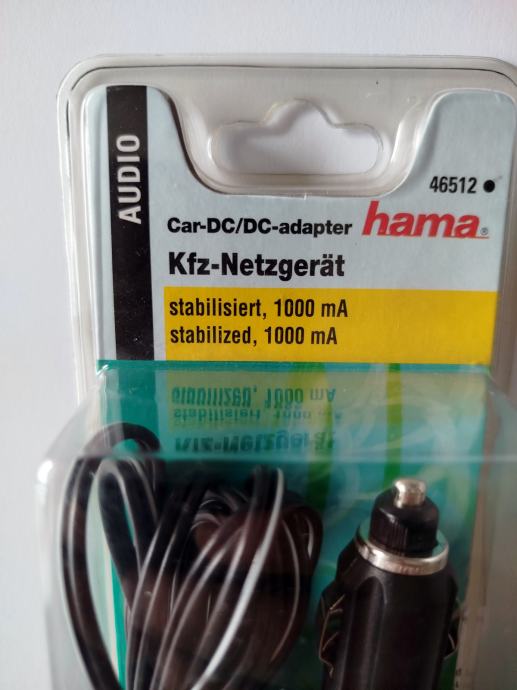 AUDIO
46512
Car-DC/DC-adapter hama®
Kfz-Netzgerät
stabilisiert, 1000 mA
stabilized, 1000 mA